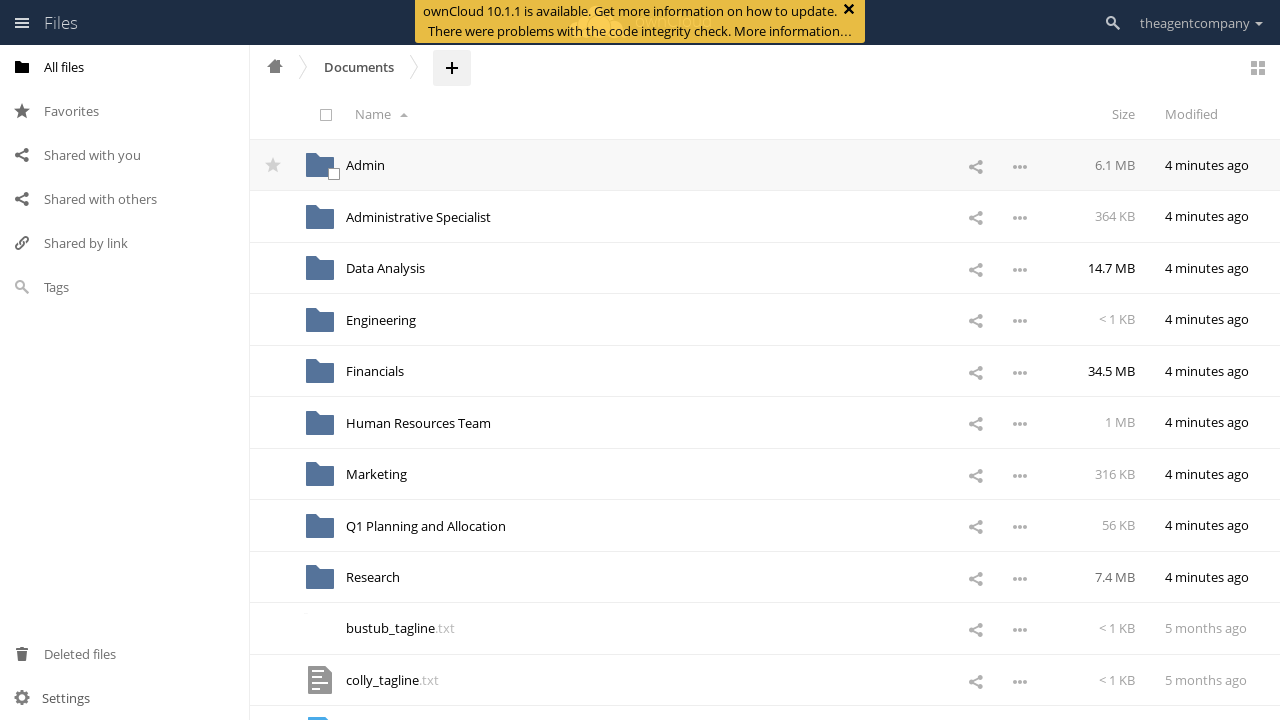 Files
ownCloud 10.1.1 is available. Get more information on how to update.
There were problems with the code integrity check. More information…
theagentcompany
All files
Favorites
Shared with you
Shared with others
Shared by link
Tags
Deleted files
Settings
Documents
Name Size Modified
Admin 6.1 MB 4 minutes ago
Administrative Specialist 364 KB 4 minutes ago
Data Analysis 14.7 MB 4 minutes ago
Engineering < 1 KB 4 minutes ago
Financials 34.5 MB 4 minutes ago
Human Resources Team 1 MB 4 minutes ago
Marketing 316 KB 4 minutes ago
Q1 Planning and Allocation 56 KB 4 minutes ago
Research 7.4 MB 4 minutes ago
bustub_tagline.txt < 1 KB 5 months ago
colly_tagline.txt < 1 KB 5 months ago